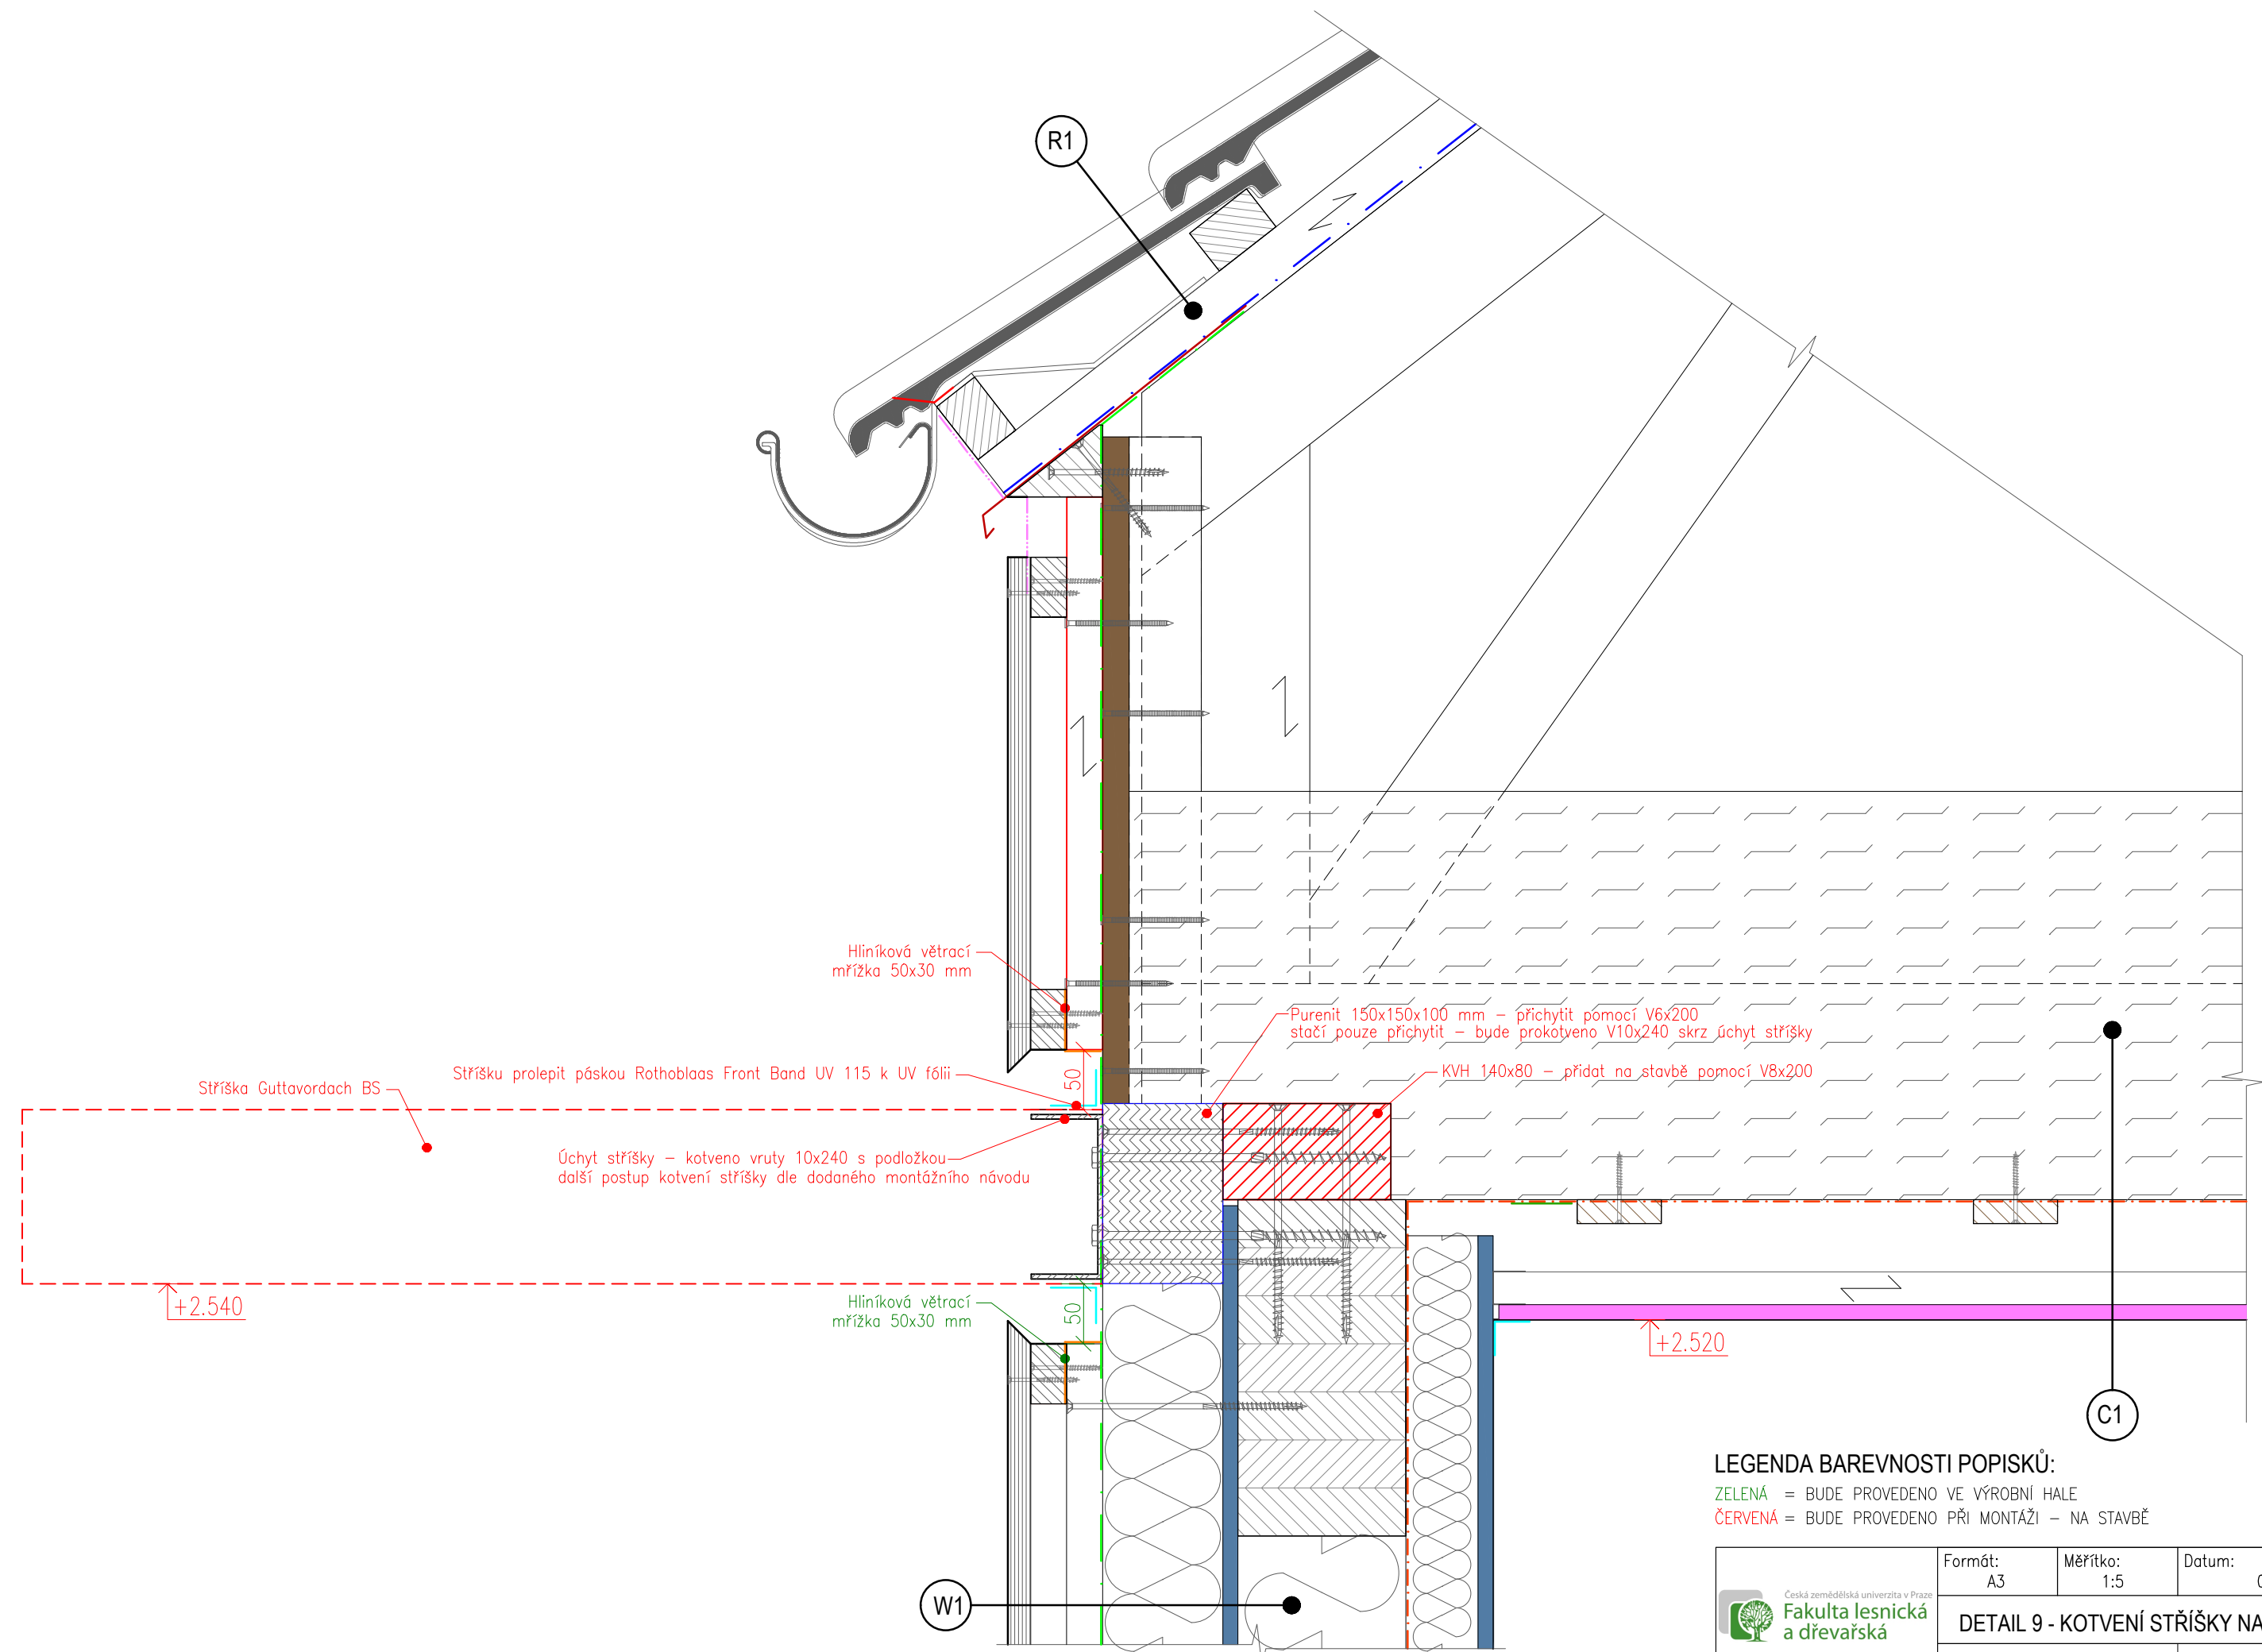 R1
Hliníková větrací
mřížka 50x30 mm
Purenit 150x150x100 mm – přichytit pomocí V6x200
stačí pouze přichytit – bude prokotveno V10x240 skrz úchyt stříšky
KVH 140x80 – přidat na stavbě pomocí V8x200
Stříšku prolepit páskou Rothoblaas Front Band UV 115 k UV fólii
Stříška Guttavordach BS
50
Úchyt stříšky – kotveno vruty 10x240 s podložkou
další postup kotvení stříšky dle dodaného montážního návodu
+2.540
Hliníková větrací
mřížka 50x30 mm
50
+2.520
C1
W1
LEGENDA BAREVNOSTI POPISKŮ:
ZELENÁ = BUDE PROVEDENO VE VÝROBNÍ HALE
ČERVENÁ = BUDE PROVEDENO PŘI MONTÁŽI – NA STAVBĚ
Formát:
A3
Měřítko:
1:5
Datum:
Česká zemědělská univerzita v Praze
Fakulta lesnická
a dřevařská
DETAIL 9 - KOTVENÍ STŘÍŠKY NA